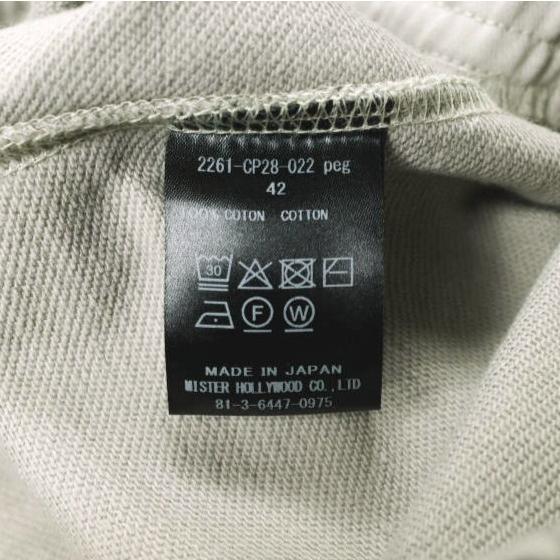 2261-CP28-022 peg
42
100% COTON COTTON
30
F W
MADE IN JAPAN
MISTER HOLLYWOOD CO.,LTD
81-3-6447-0975